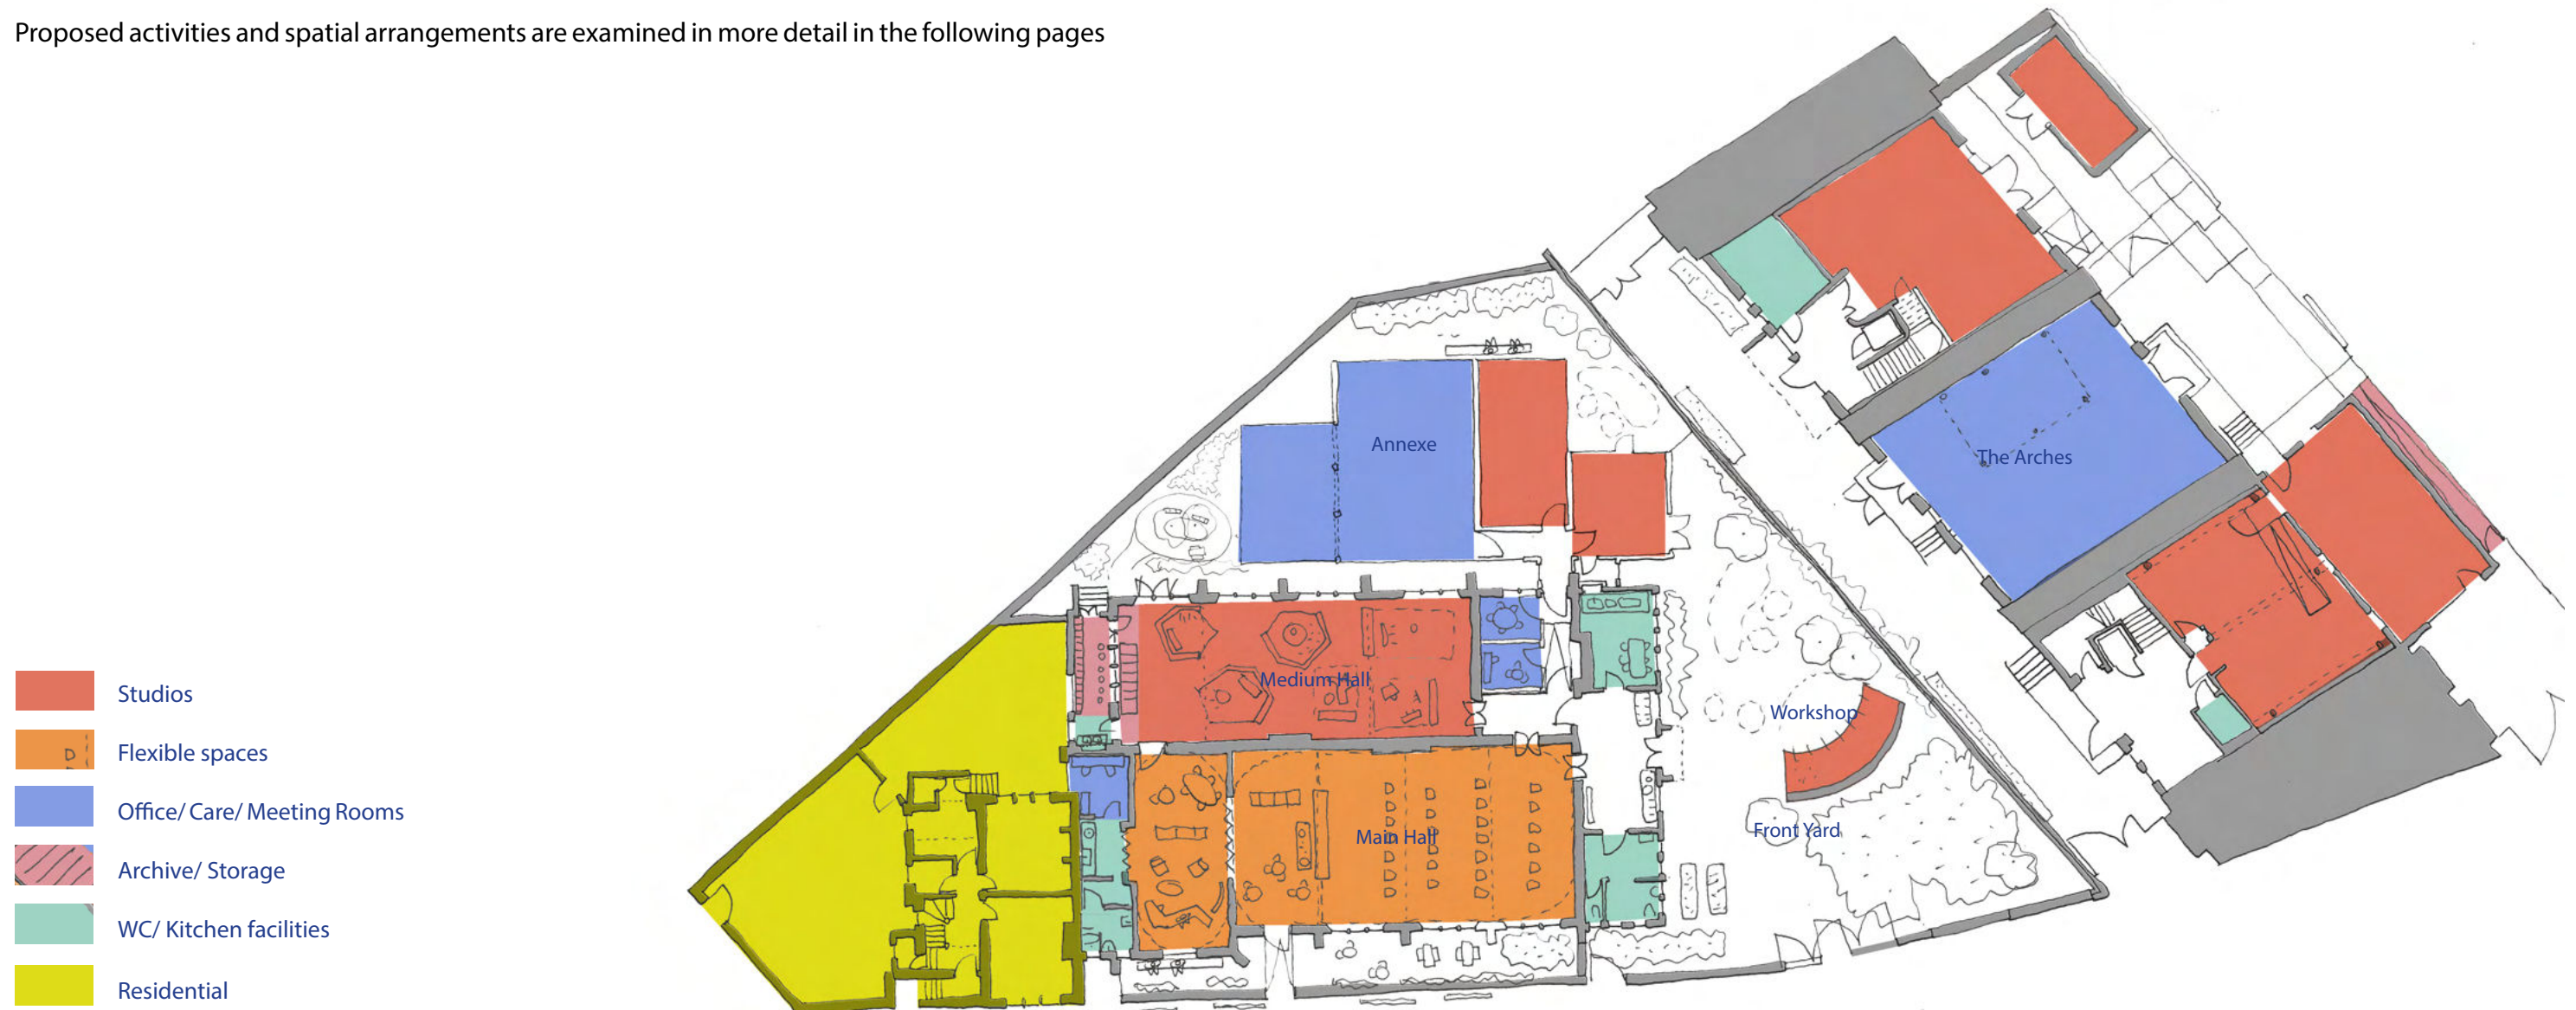 Proposed activities and spatial arrangements are examined in more detail in the following pages
Annexe
The Arches
Medium Hall
Workshop
Main Hall
Front Yard
Studios
Flexible spaces
Office/ Care/ Meeting Rooms
Archive/ Storage
WC/ Kitchen facilities
Residential